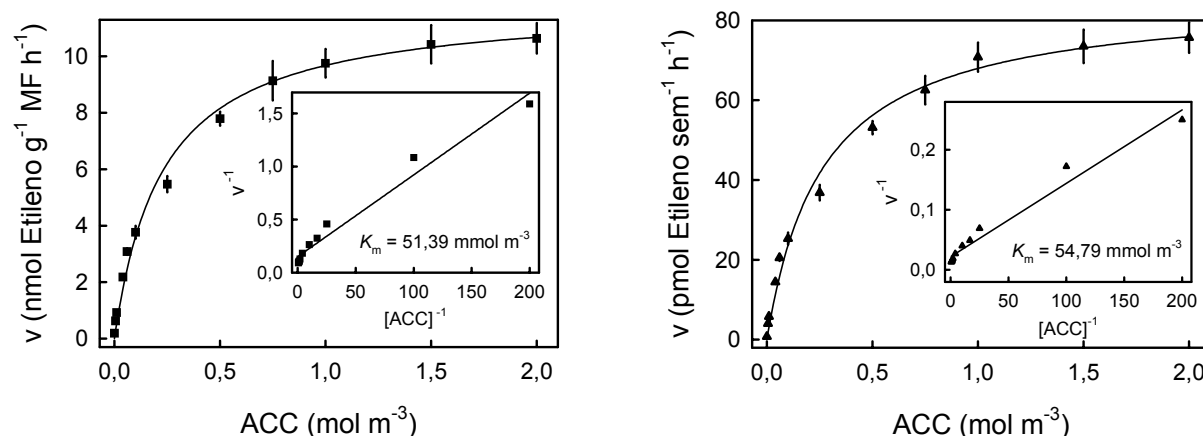 v (nmol Etileno g⁻¹ MF h⁻¹)
10
8
6
4
2
0
0,0 0,5 1,0 1,5 2,0
ACC (mol m⁻³)
v⁻¹
1,5
1,0
0,5
0,0
0 50 100 150 200
[ACC]⁻¹
Kₘ = 51,39 mmol m⁻³
v (pmol Etileno sem⁻¹ h⁻¹)
80
60
40
20
0
0,0 0,5 1,0 1,5 2,0
ACC (mol m⁻³)
v⁻¹
0,2
0,1
0,0
0 50 100 150 200
[ACC]⁻¹
Kₘ = 54,79 mmol m⁻³